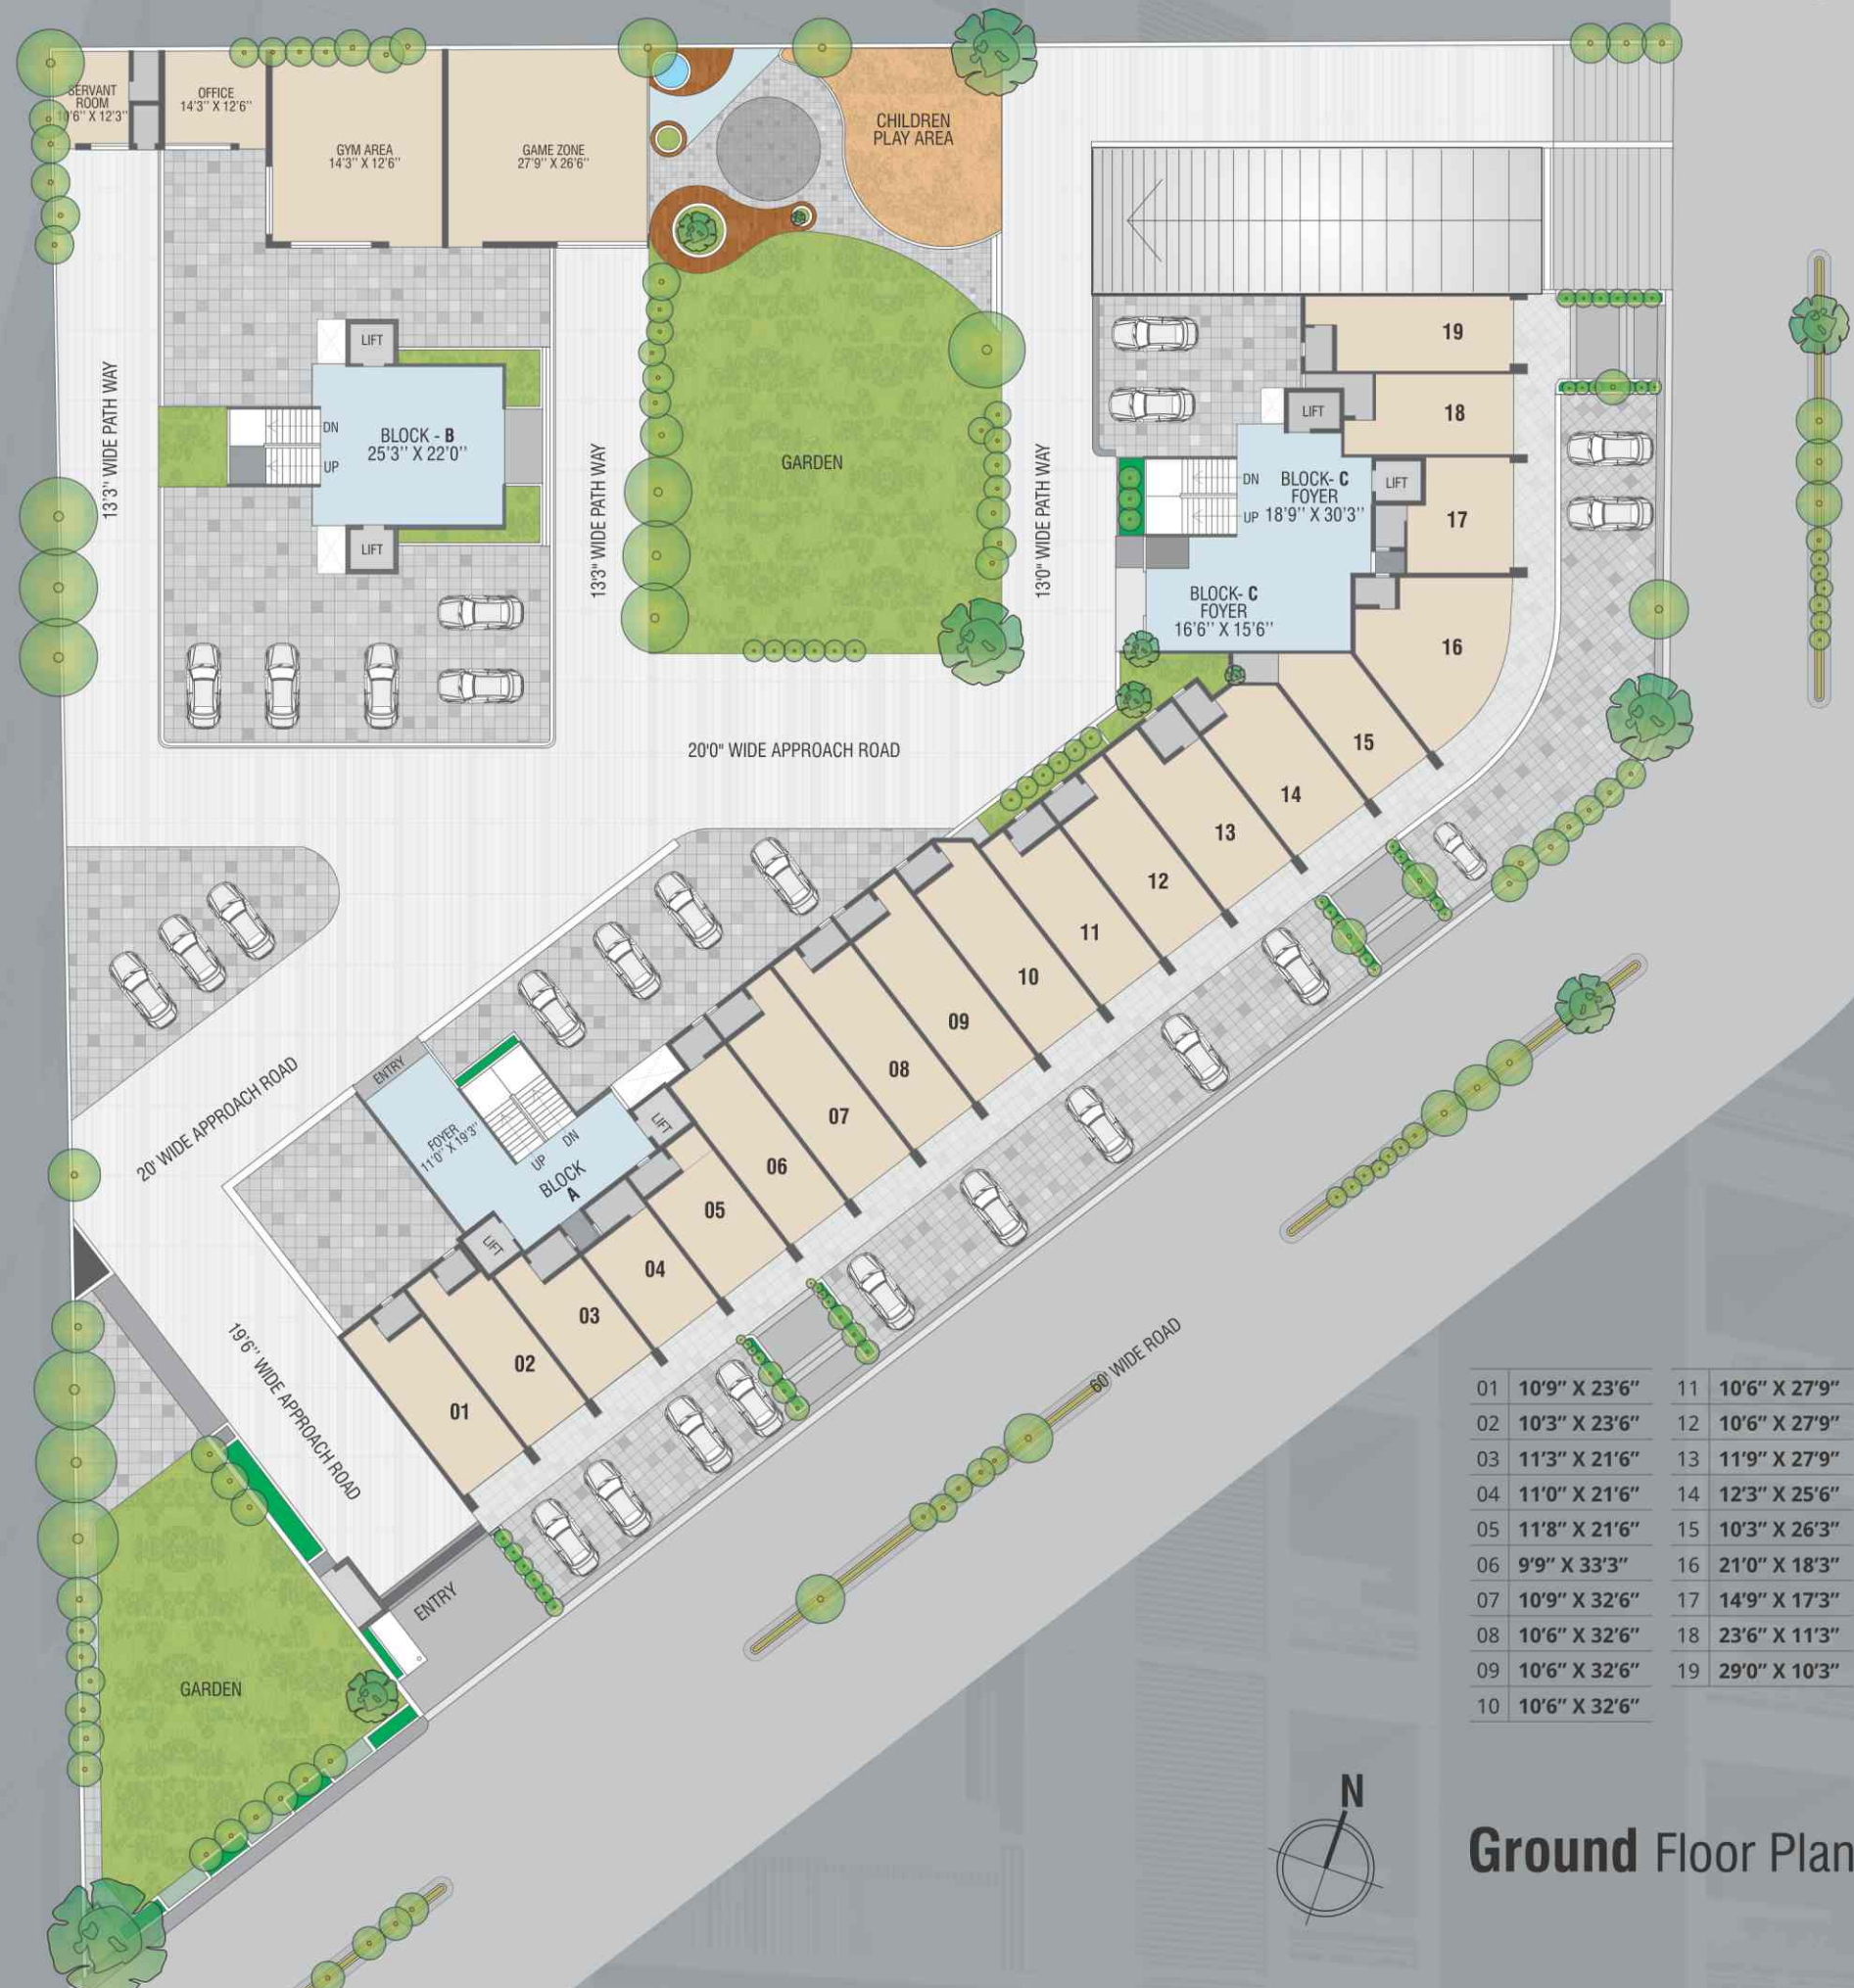 SERVANT
ROOM
10'6" X 12'3"
OFFICE
14'3" X 12'6"
GYM AREA
14'3" X 12'6"
GAME ZONE
27'9" X 26'6"
CHILDREN
PLAY AREA
13'3" WIDE PATH WAY
LIFT
DN
UP
BLOCK - B
25'3" X 22'0"
LIFT
13'3" WIDE PATH WAY
GARDEN
13'0" WIDE PATH WAY
LIFT
DN
UP
BLOCK- C
FOYER
18'9" X 30'3"
LIFT
BLOCK- C
FOYER
16'6" X 15'6"
19
18
17
16
15
14
13
12
11
10
09
08
07
06
05
04
03
02
01
20'0" WIDE APPROACH ROAD
20' WIDE APPROACH ROAD
ENTRY
FOYER
11'0" X 19'3"
UP
DN
BLOCK
A
LIFT
LIFT
19'6" WIDE APPROACH ROAD
ENTRY
GARDEN
60' WIDE ROAD
01 10'9" X 23'6" 11 10'6" X 27'9"
02 10'3" X 23'6" 12 10'6" X 27'9"
03 11'3" X 21'6" 13 11'9" X 27'9"
04 11'0" X 21'6" 14 12'3" X 25'6"
05 11'8" X 21'6" 15 10'3" X 26'3"
06 9'9" X 33'3" 16 21'0" X 18'3"
07 10'9" X 32'6" 17 14'9" X 17'3"
08 10'6" X 32'6" 18 23'6" X 11'3"
09 10'6" X 32'6" 19 29'0" X 10'3"
10 10'6" X 32'6"
N
Ground Floor Plan